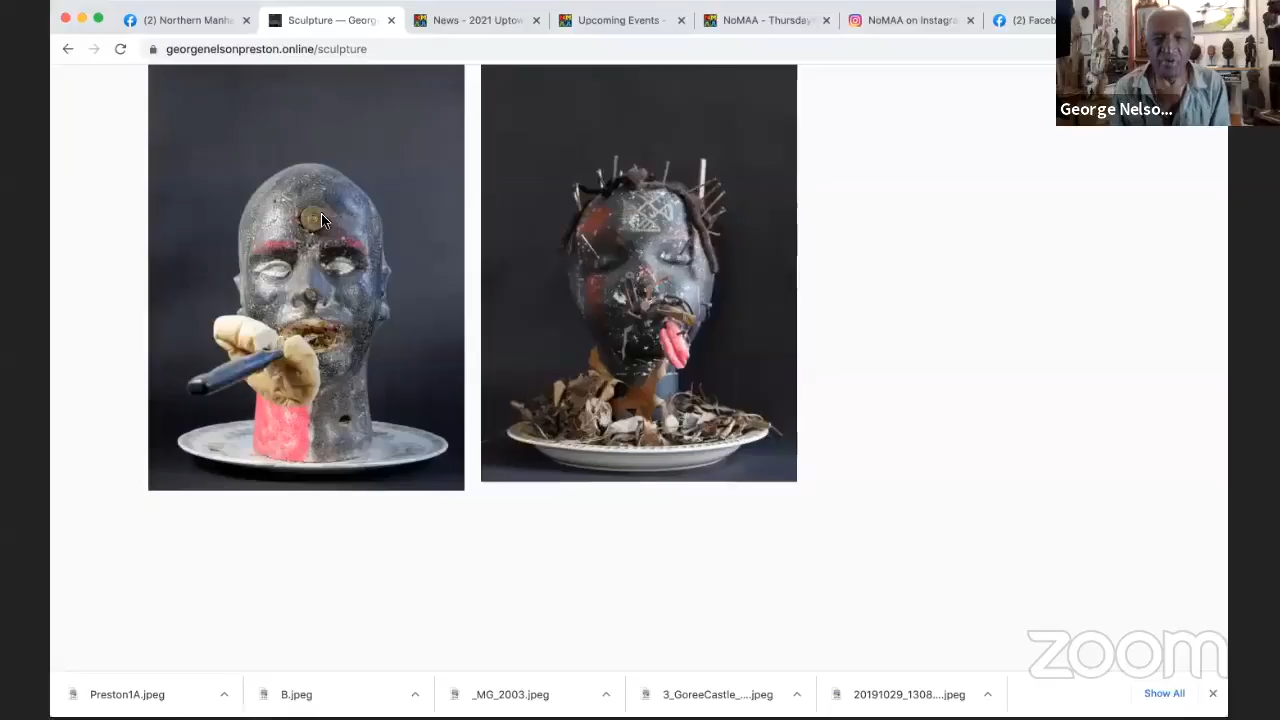 (2) Northern Manha
Sculpture — Georg
News - 2021 Uptow
Upcoming Events -
NoMAA - Thursday
NoMAA on Instagra
(2) Faceb
georgenelsonpreston.online/sculpture
George Nelso...
zoom
Preston1A.jpeg
B.jpeg
_MG_2003.jpeg
3_GoreeCastle_....jpeg
20191029_1308....jpeg
Show All